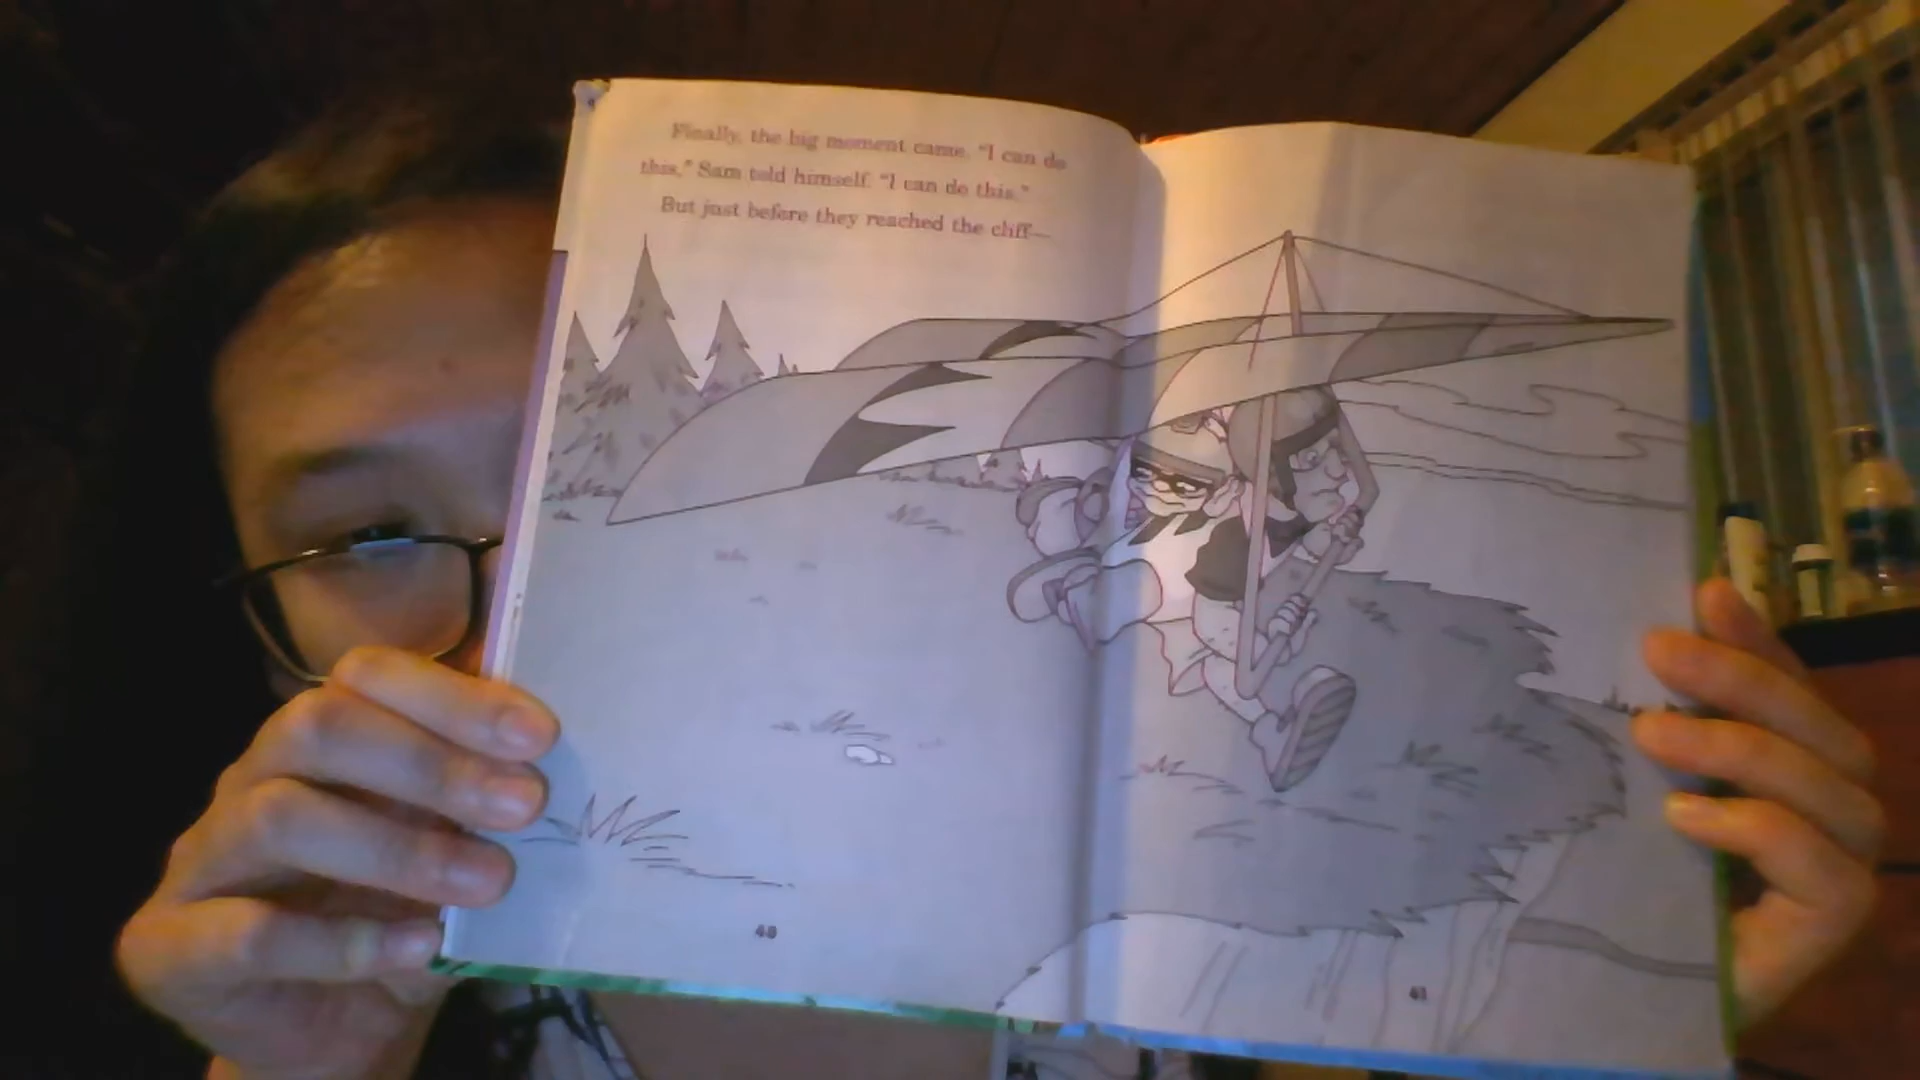 Finally, the big moment came. "I can do
this," Sam told himself. "I can do this."
But just before they reached the cliff—
40
41